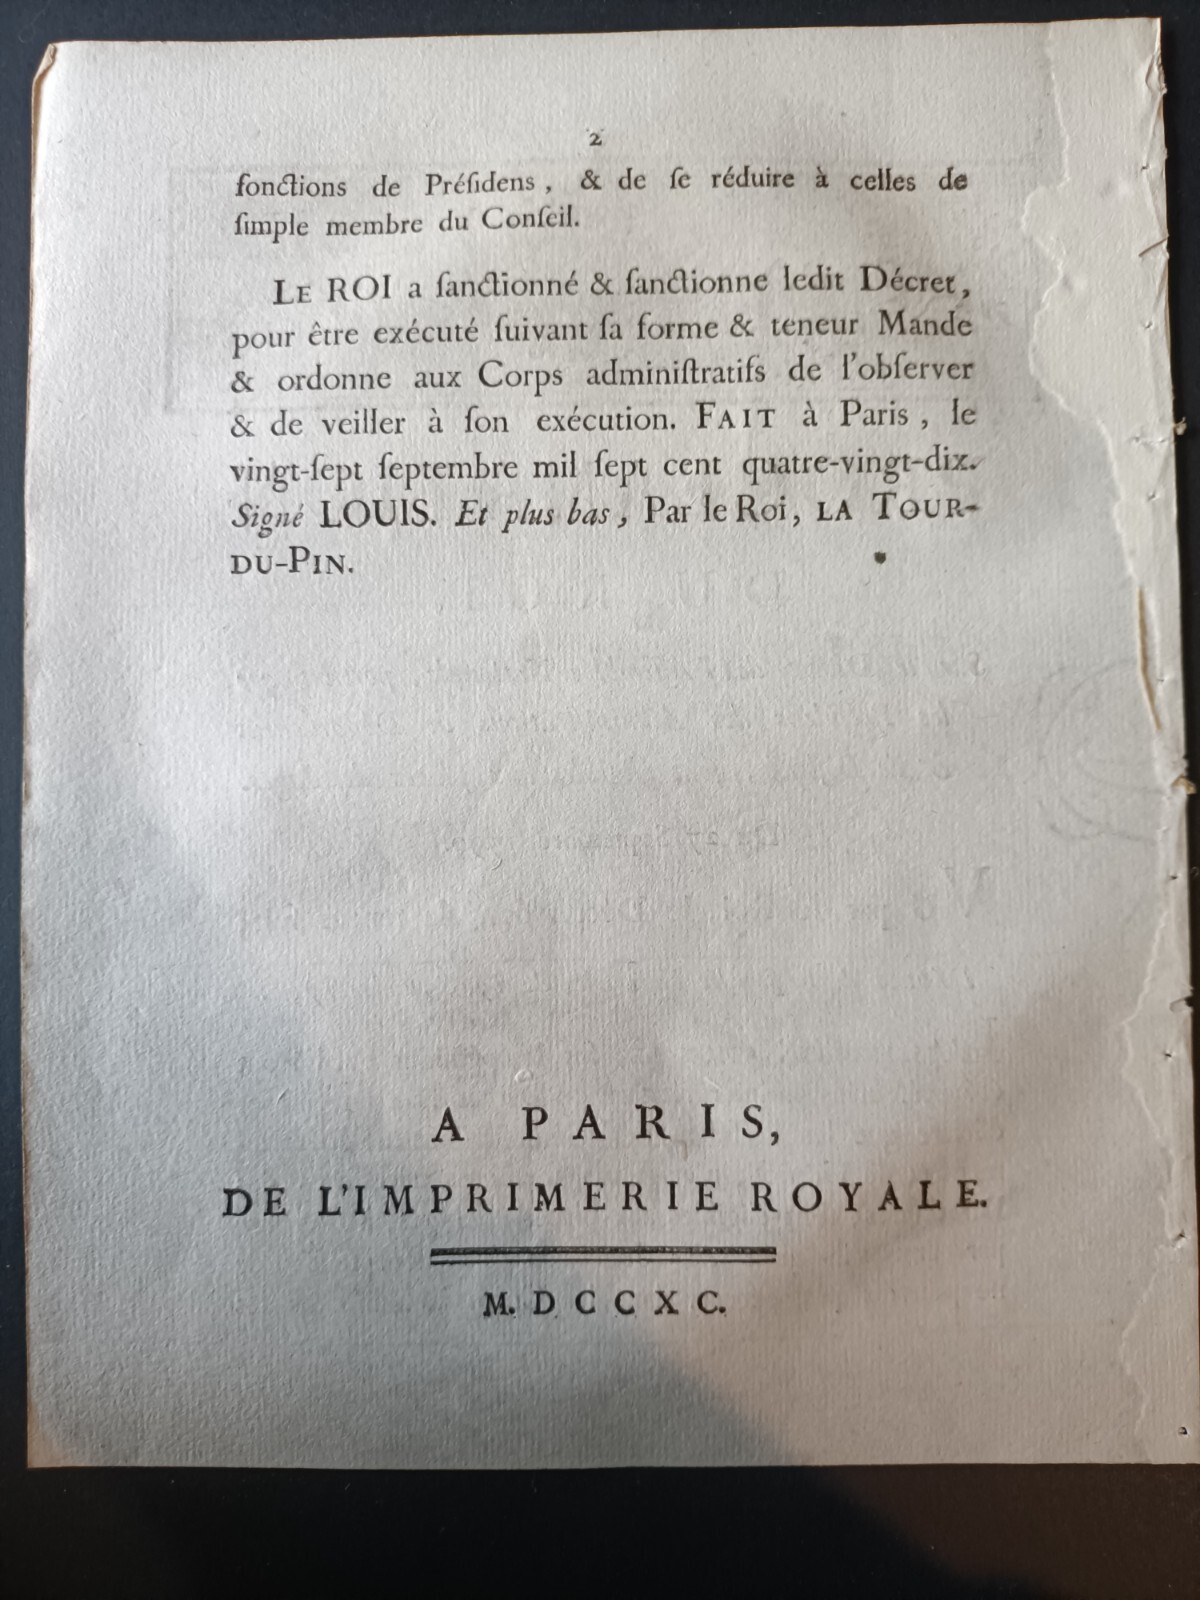 2
fonctions de Préſidens, & de ſe réduire à celles de
ſimple membre du Conſeil.
LE ROI a ſanctionné & ſanctionne ledit Décret,
pour être exécuté ſuivant ſa forme & teneur Mande
& ordonne aux Corps adminiſtratifs de l'obſerver
& de veiller à ſon exécution. FAIT à Paris, le
vingt-ſept ſeptembre mil ſept cent quatre-vingt-dix.
Signé LOUIS. Et plus bas, Par le Roi, LA TOUR-
DU-PIN.
A PARIS,
DE L'IMPRIMERIE ROYALE.
M. DCCXC.